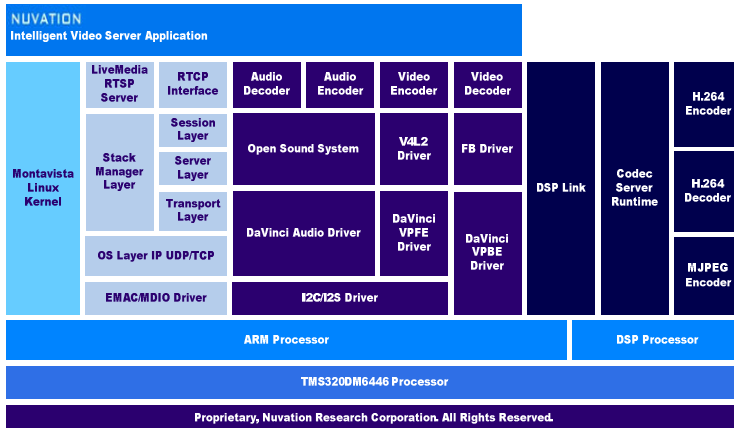 NUVATION
Intelligent Video Server Application
Montavista
Linux
Kernel
LiveMedia
RTSP
Server
RTCP
Interface
Audio
Decoder
Audio
Encoder
Video
Encoder
Video
Decoder
Stack
Manager
Layer
Session
Layer
Server
Layer
Transport
Layer
Open Sound System
V4L2
Driver
FB Driver
DaVinci Audio Driver
DaVinci
VPFE
Driver
DaVinci
VPBE
Driver
OS Layer IP UDP/TCP
EMAC/MDIO Driver
I2C/I2S Driver
DSP Link
Codec
Server
Runtime
H.264
Encoder
H.264
Decoder
MJPEG
Encoder
ARM Processor
DSP Processor
TMS320DM6446 Processor
Proprietary, Nuvation Research Corporation. All Rights Reserved.